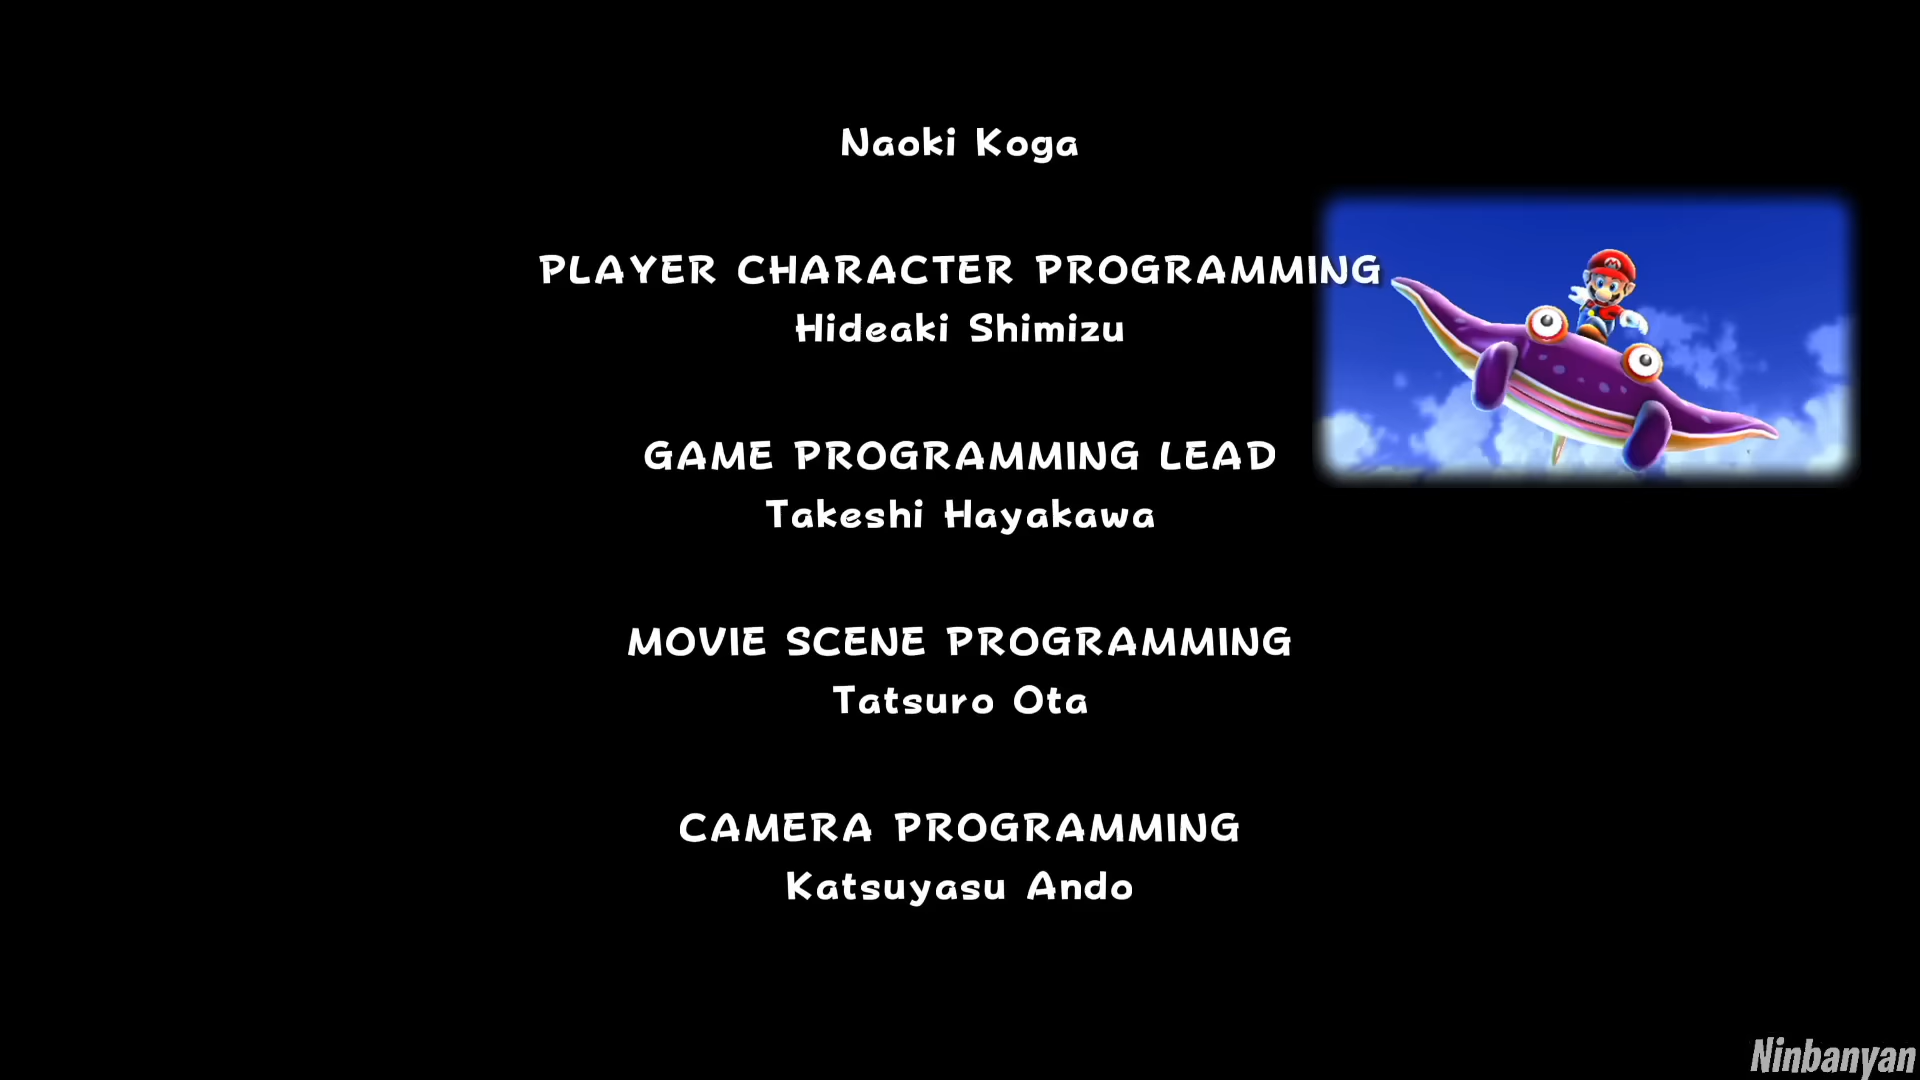 Naoki Koga
PLAYER CHARACTER PROGRAMMING
Hideaki Shimizu
GAME PROGRAMMING LEAD
Takeshi Hayakawa
MOVIE SCENE PROGRAMMING
Tatsuro Ota
CAMERA PROGRAMMING
Katsuyasu Ando
Ninbanyan